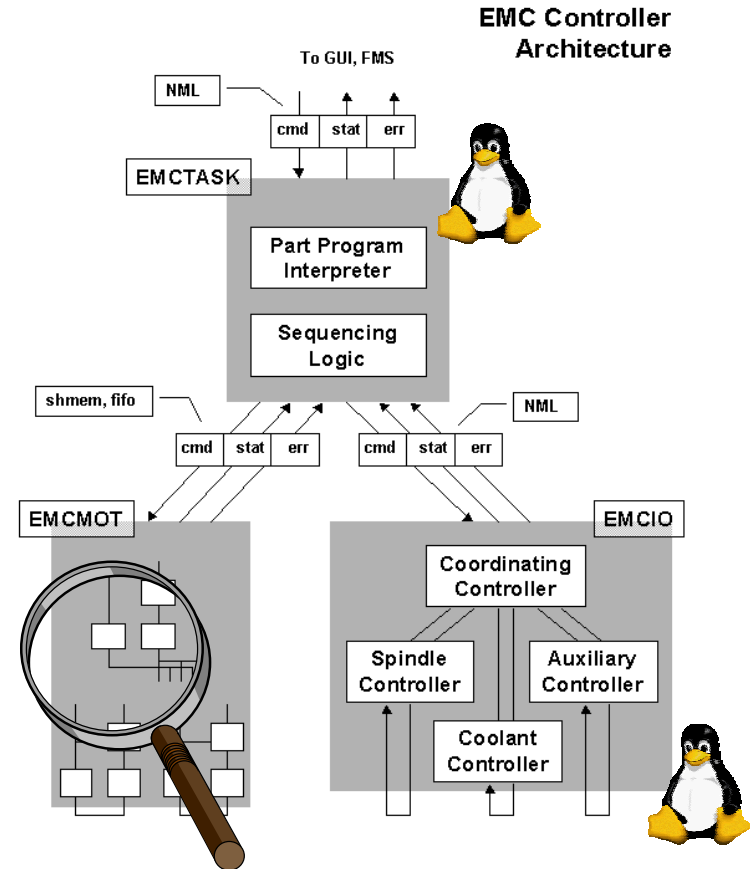 EMC Controller
Architecture
To GUI, FMS
NML
cmd stat err
EMCTASK
Part Program
Interpreter
Sequencing
Logic
shmem, fifo
NML
cmd stat err
cmd stat err
EMCMOT
EMCIO
Coordinating
Controller
Spindle
Controller
Auxiliary
Controller
Coolant
Controller